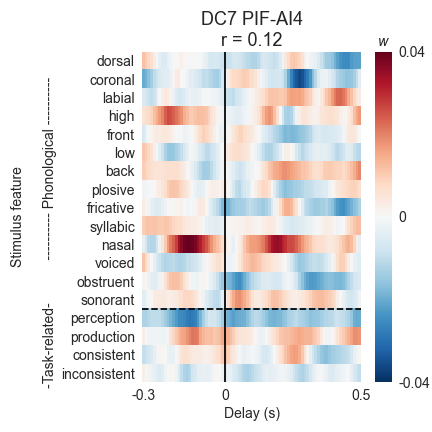 DC7 PIF-AI4
r = 0.12
w
dorsal
coronal
labial
high
front
low
back
plosive
fricative
syllabic
nasal
voiced
obstruent
sonorant
perception
production
consistent
inconsistent
Stimulus feature
-Task-related- ---------- Phonological ----------
0.04
0
-0.04
-0.3 0 0.5
Delay (s)